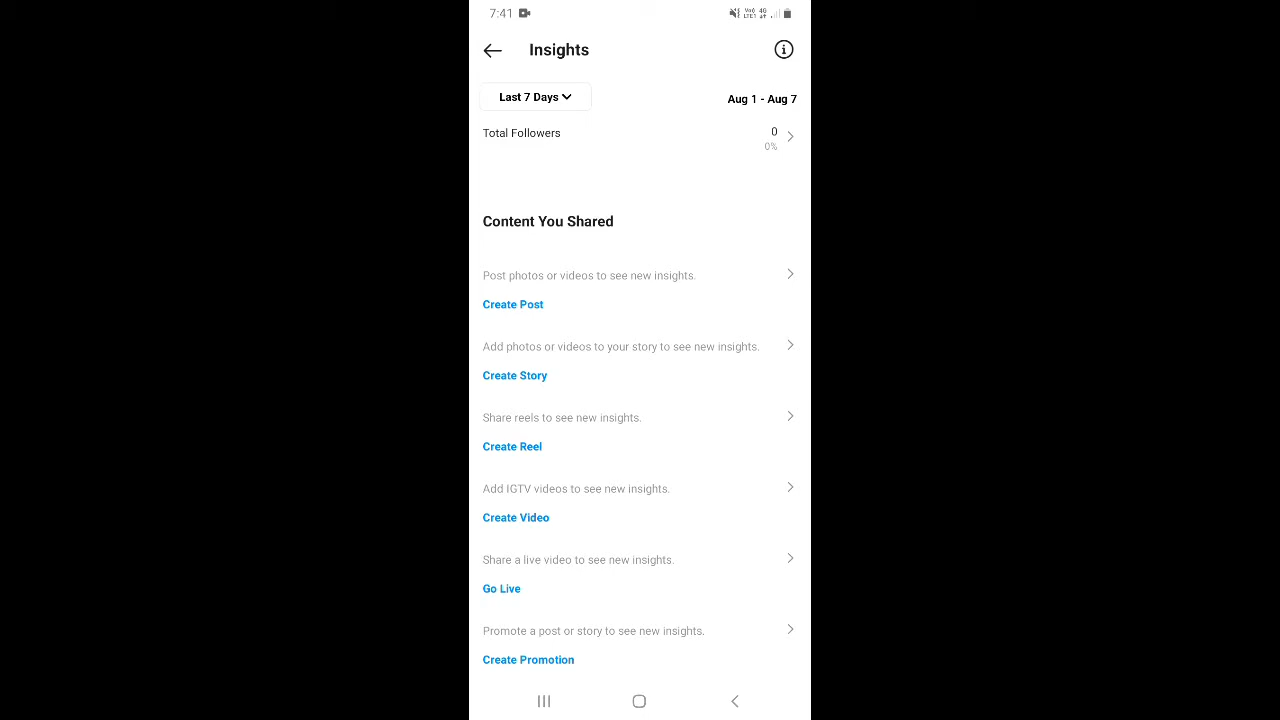 7:41
Vo) 4G
LTE1
Insights
Last 7 Days
Aug 1 - Aug 7
Total Followers
0
0%
Content You Shared
Post photos or videos to see new insights.
Create Post
Add photos or videos to your story to see new insights.
Create Story
Share reels to see new insights.
Create Reel
Add IGTV videos to see new insights.
Create Video
Share a live video to see new insights.
Go Live
Promote a post or story to see new insights.
Create Promotion